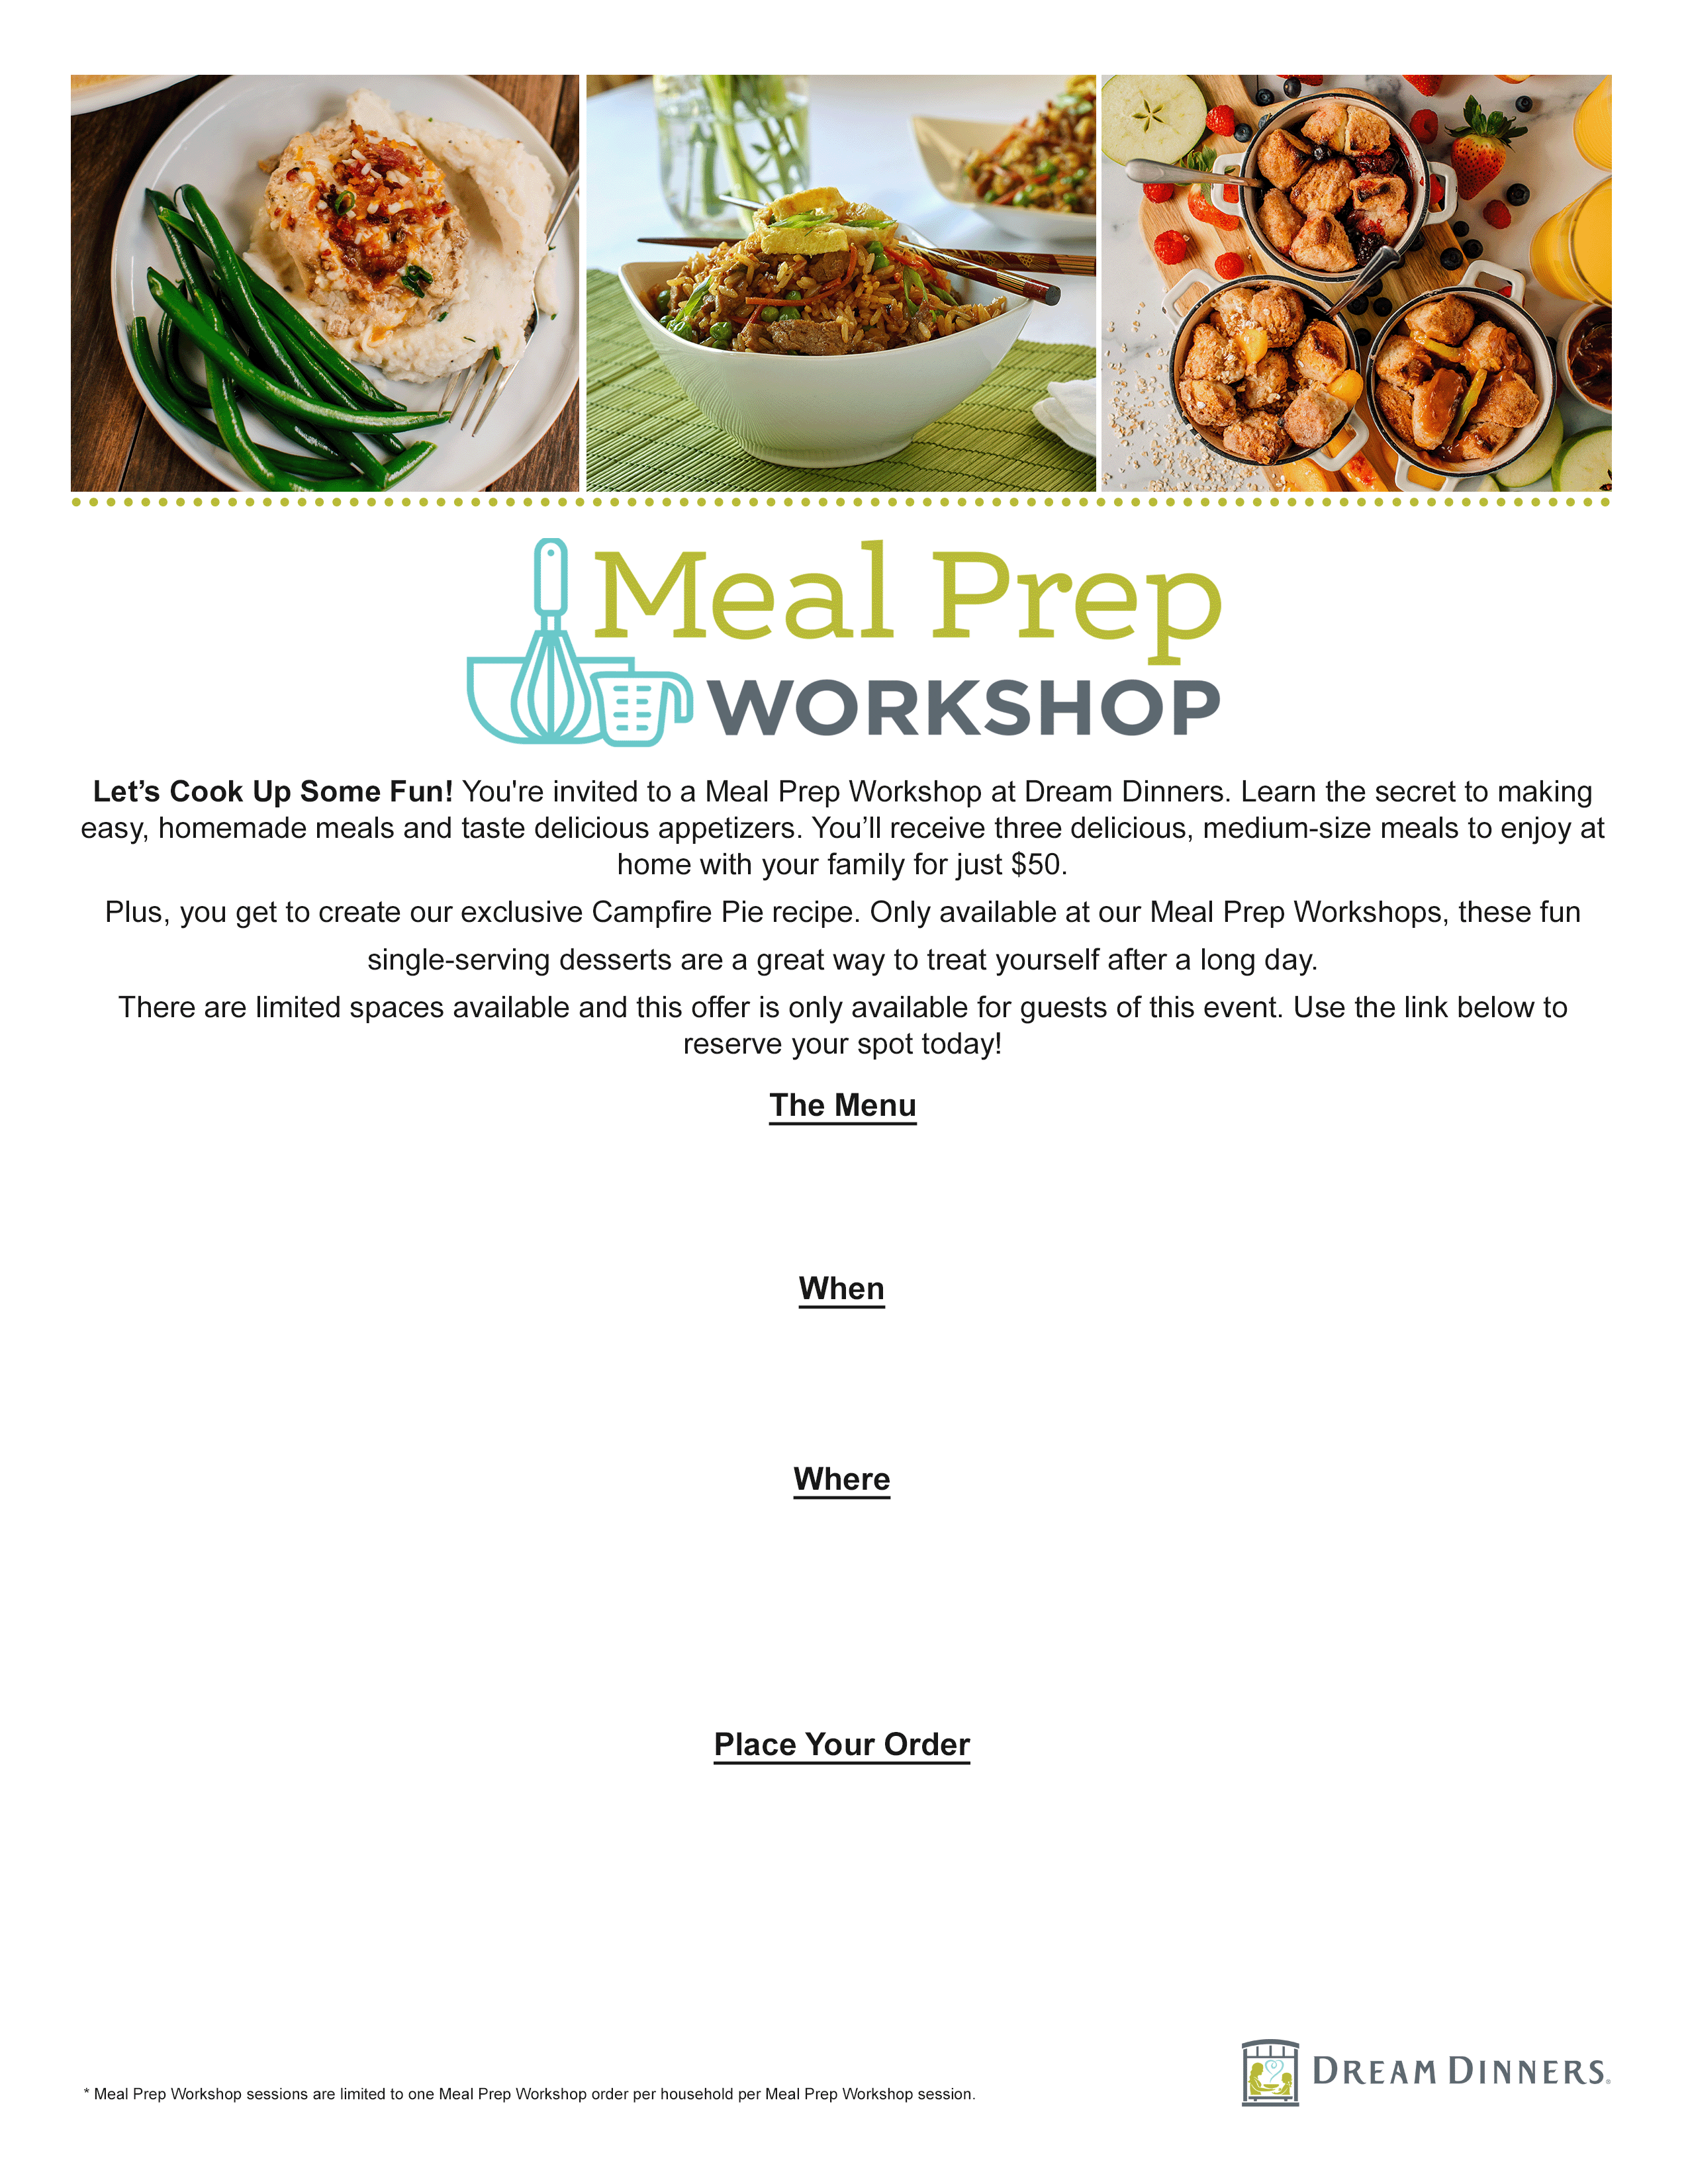 Meal Prep
WORKSHOP
Let’s Cook Up Some Fun! You're invited to a Meal Prep Workshop at Dream Dinners. Learn the secret to making
easy, homemade meals and taste delicious appetizers. You’ll receive three delicious, medium-size meals to enjoy at
home with your family for just $50.
Plus, you get to create our exclusive Campfire Pie recipe. Only available at our Meal Prep Workshops, these fun
single-serving desserts are a great way to treat yourself after a long day.
There are limited spaces available and this offer is only available for guests of this event. Use the link below to
reserve your spot today!
The Menu
When
Where
Place Your Order
* Meal Prep Workshop sessions are limited to one Meal Prep Workshop order per household per Meal Prep Workshop session.
DREAM DINNERS®